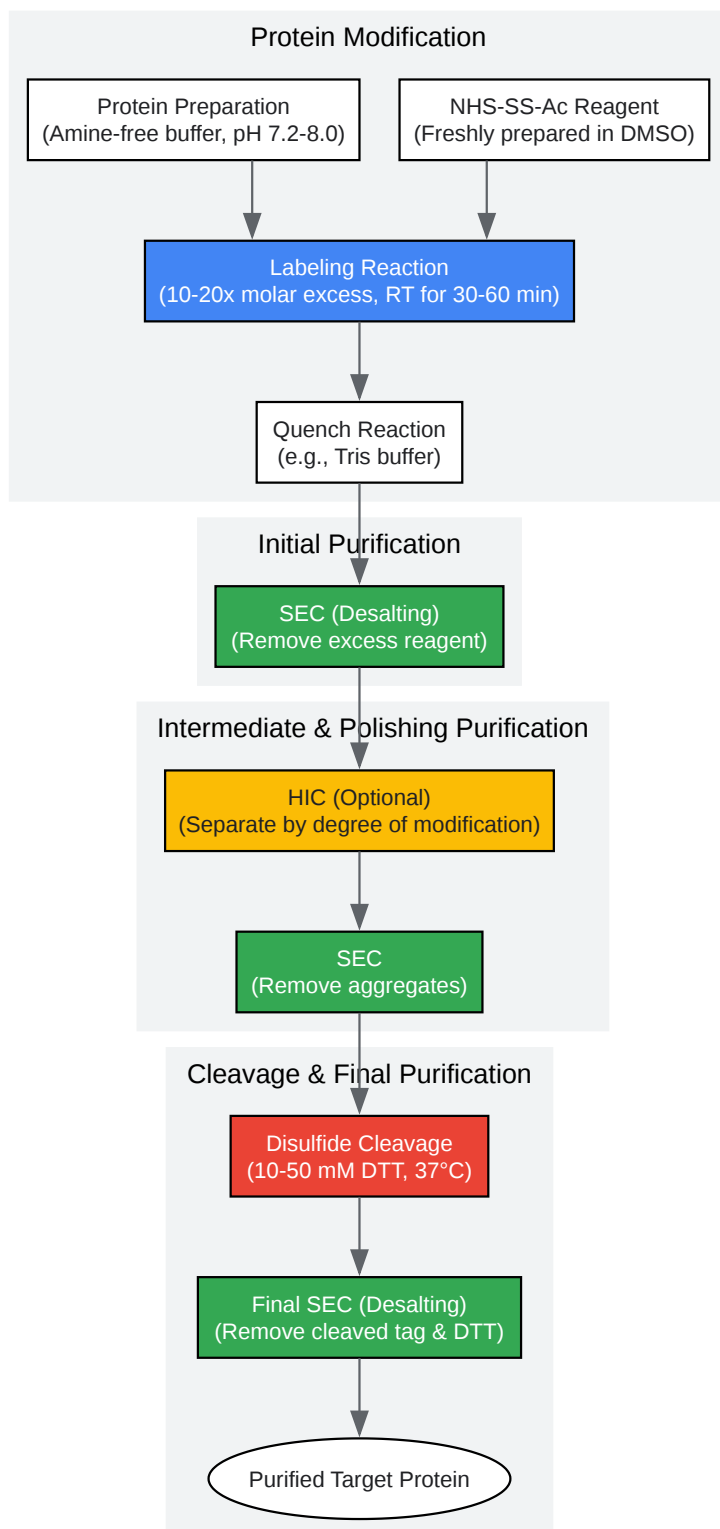 Protein Modification
Protein Preparation
(Amine-free buffer, pH 7.2-8.0)
NHS-SS-Ac Reagent
(Freshly prepared in DMSO)
Labeling Reaction
(10-20x molar excess, RT for 30-60 min)
Quench Reaction
(e.g., Tris buffer)
Initial Purification
SEC (Desalting)
(Remove excess reagent)
Intermediate & Polishing Purification
HIC (Optional)
(Separate by degree of modification)
SEC
(Remove aggregates)
Cleavage & Final Purification
Disulfide Cleavage
(10-50 mM DTT, 37°C)
Final SEC (Desalting)
(Remove cleaved tag & DTT)
Purified Target Protein